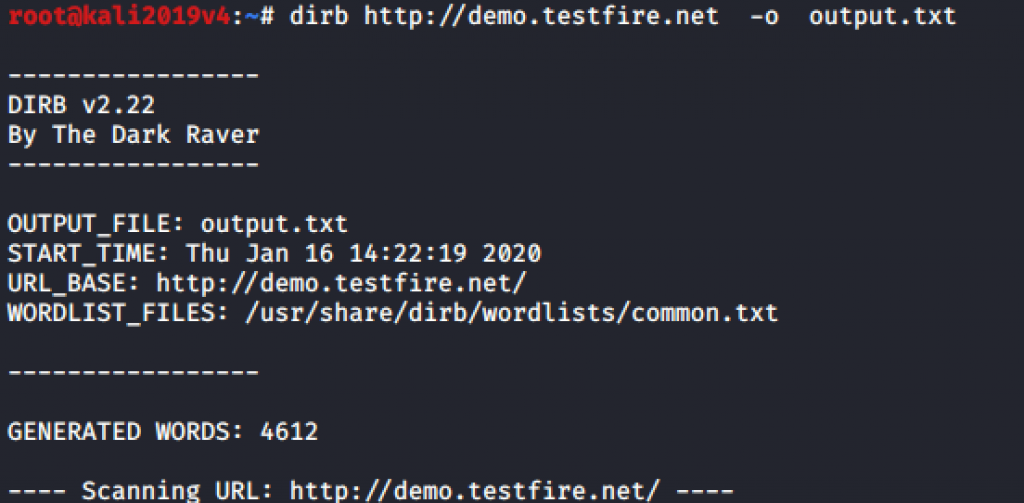 root@kali2019v4:~# dirb http://demo.testfire.net  -o  output.txt
-----------------
DIRB v2.22
By The Dark Raver
-----------------
OUTPUT_FILE: output.txt
START_TIME: Thu Jan 16 14:22:19 2020
URL_BASE: http://demo.testfire.net/
WORDLIST_FILES: /usr/share/dirb/wordlists/common.txt
-----------------
GENERATED WORDS: 4612
---- Scanning URL: http://demo.testfire.net/ ----